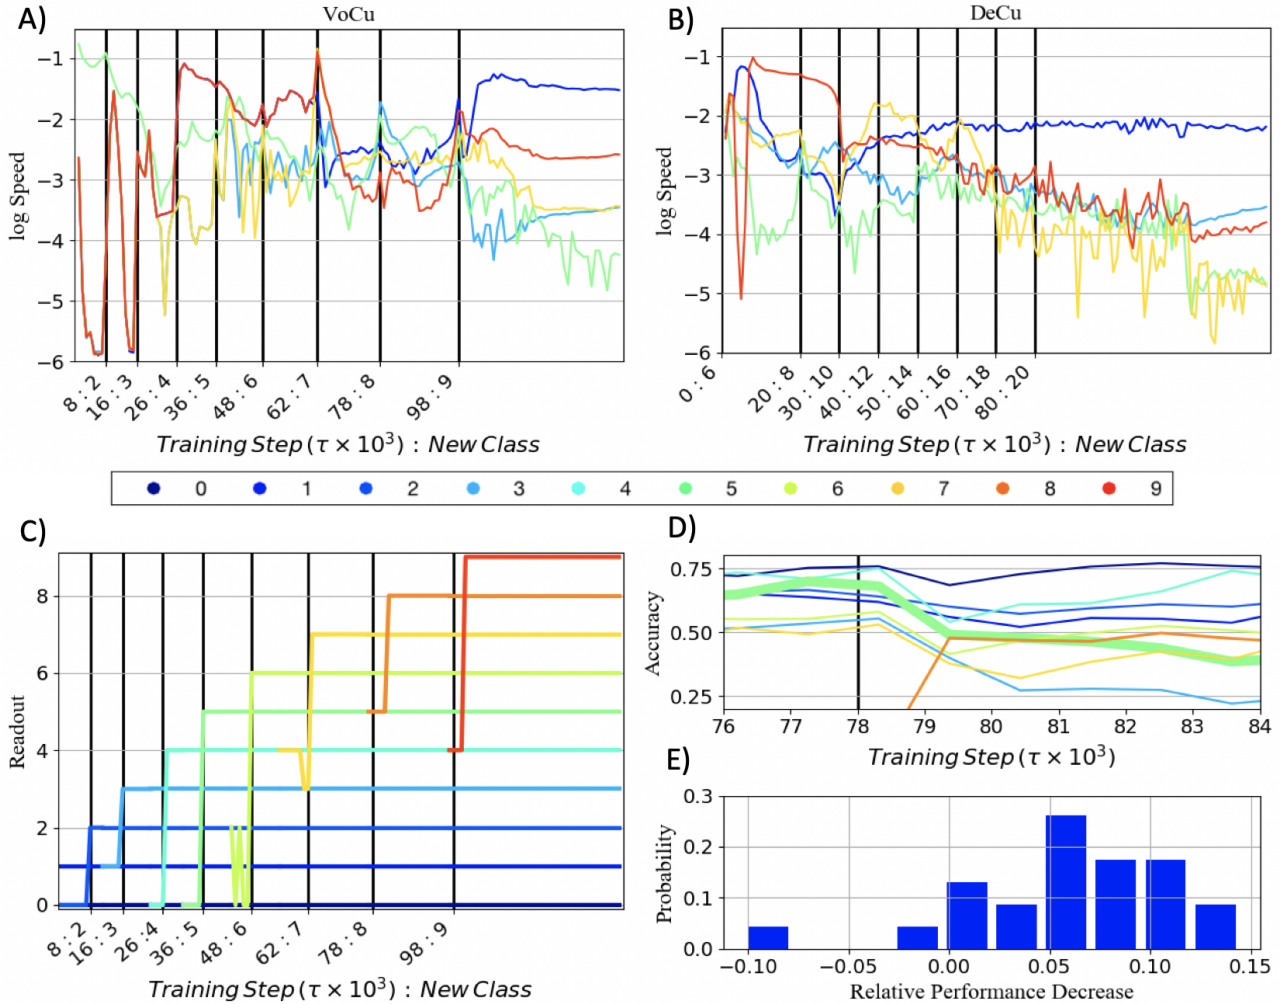 A)
VoCu
log Speed
−1
−2
−3
−4
−5
−6
8 : 2
16 : 3
26 : 4
36 : 5
48 : 6
62 : 7
78 : 8
98 : 9
Training Step (τ × 10³) : New Class
B)
DeCu
log Speed
−1
−2
−3
−4
−5
−6
0 : 6
20 : 8
30 : 10
40 : 12
50 : 14
60 : 16
70 : 18
80 : 20
Training Step (τ × 10³) : New Class
0 1 2 3 4 5 6 7 8 9
C)
Readout
8
6
4
2
0
8 : 2
16 : 3
26 : 4
36 : 5
48 : 6
62 : 7
78 : 8
98 : 9
Training Step (τ × 10³) : New Class
D)
Accuracy
0.75
0.50
0.25
76 77 78 79 80 81 82 83 84
Training Step (τ × 10³)
E)
Probability
0.3
0.2
0.1
0.0
−0.10 −0.05 0.00 0.05 0.10 0.15
Relative Performance Decrease